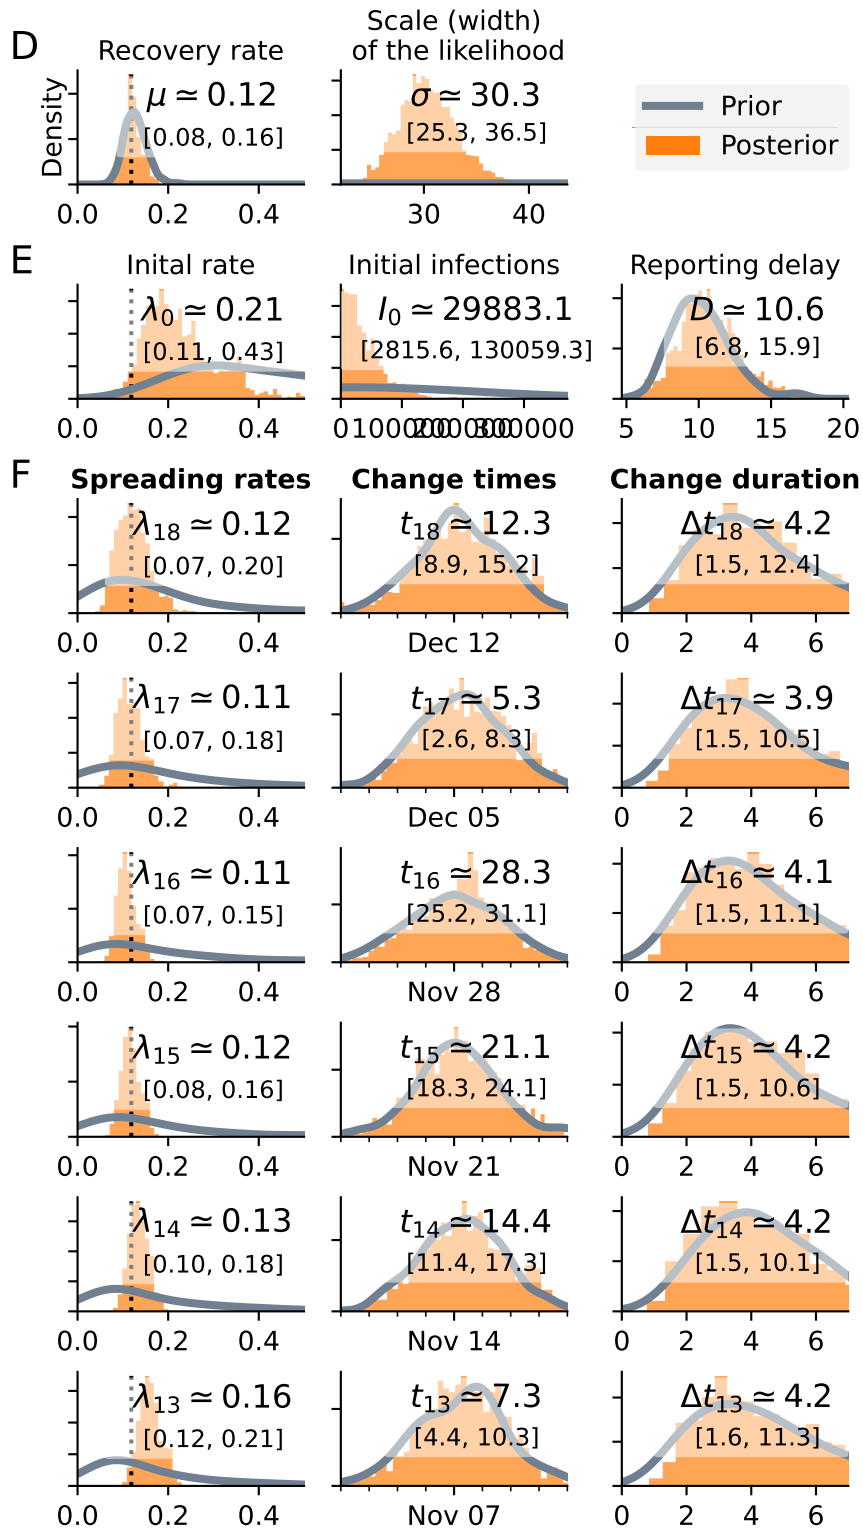 D
Recovery rate
Scale (width)
of the likelihood
Density
μ ≃ 0.12
[0.08, 0.16]
0.0 0.2 0.4
σ ≃ 30.3
[25.3, 36.5]
30 40
Prior
Posterior
E
Inital rate
Initial infections
Reporting delay
λ0 ≃ 0.21
[0.11, 0.43]
0.0 0.2 0.4
I0 ≃ 29883.1
[2815.6, 130059.3]
0 100000 200000 300000
D ≃ 10.6
[6.8, 15.9]
5 10 15 20
F
Spreading rates
Change times
Change duration
λ18 ≃ 0.12
[0.07, 0.20]
0.0 0.2 0.4
t18 ≃ 12.3
[8.9, 15.2]
Dec 12
Δt18 ≃ 4.2
[1.5, 12.4]
0 2 4 6
λ17 ≃ 0.11
[0.07, 0.18]
0.0 0.2 0.4
t17 ≃ 5.3
[2.6, 8.3]
Dec 05
Δt17 ≃ 3.9
[1.5, 10.5]
0 2 4 6
λ16 ≃ 0.11
[0.07, 0.15]
0.0 0.2 0.4
t16 ≃ 28.3
[25.2, 31.1]
Nov 28
Δt16 ≃ 4.1
[1.5, 11.1]
0 2 4 6
λ15 ≃ 0.12
[0.08, 0.16]
0.0 0.2 0.4
t15 ≃ 21.1
[18.3, 24.1]
Nov 21
Δt15 ≃ 4.2
[1.5, 10.6]
0 2 4 6
λ14 ≃ 0.13
[0.10, 0.18]
0.0 0.2 0.4
t14 ≃ 14.4
[11.4, 17.3]
Nov 14
Δt14 ≃ 4.2
[1.5, 10.1]
0 2 4 6
λ13 ≃ 0.16
[0.12, 0.21]
0.0 0.2 0.4
t13 ≃ 7.3
[4.4, 10.3]
Nov 07
Δt13 ≃ 4.2
[1.6, 11.3]
0 2 4 6